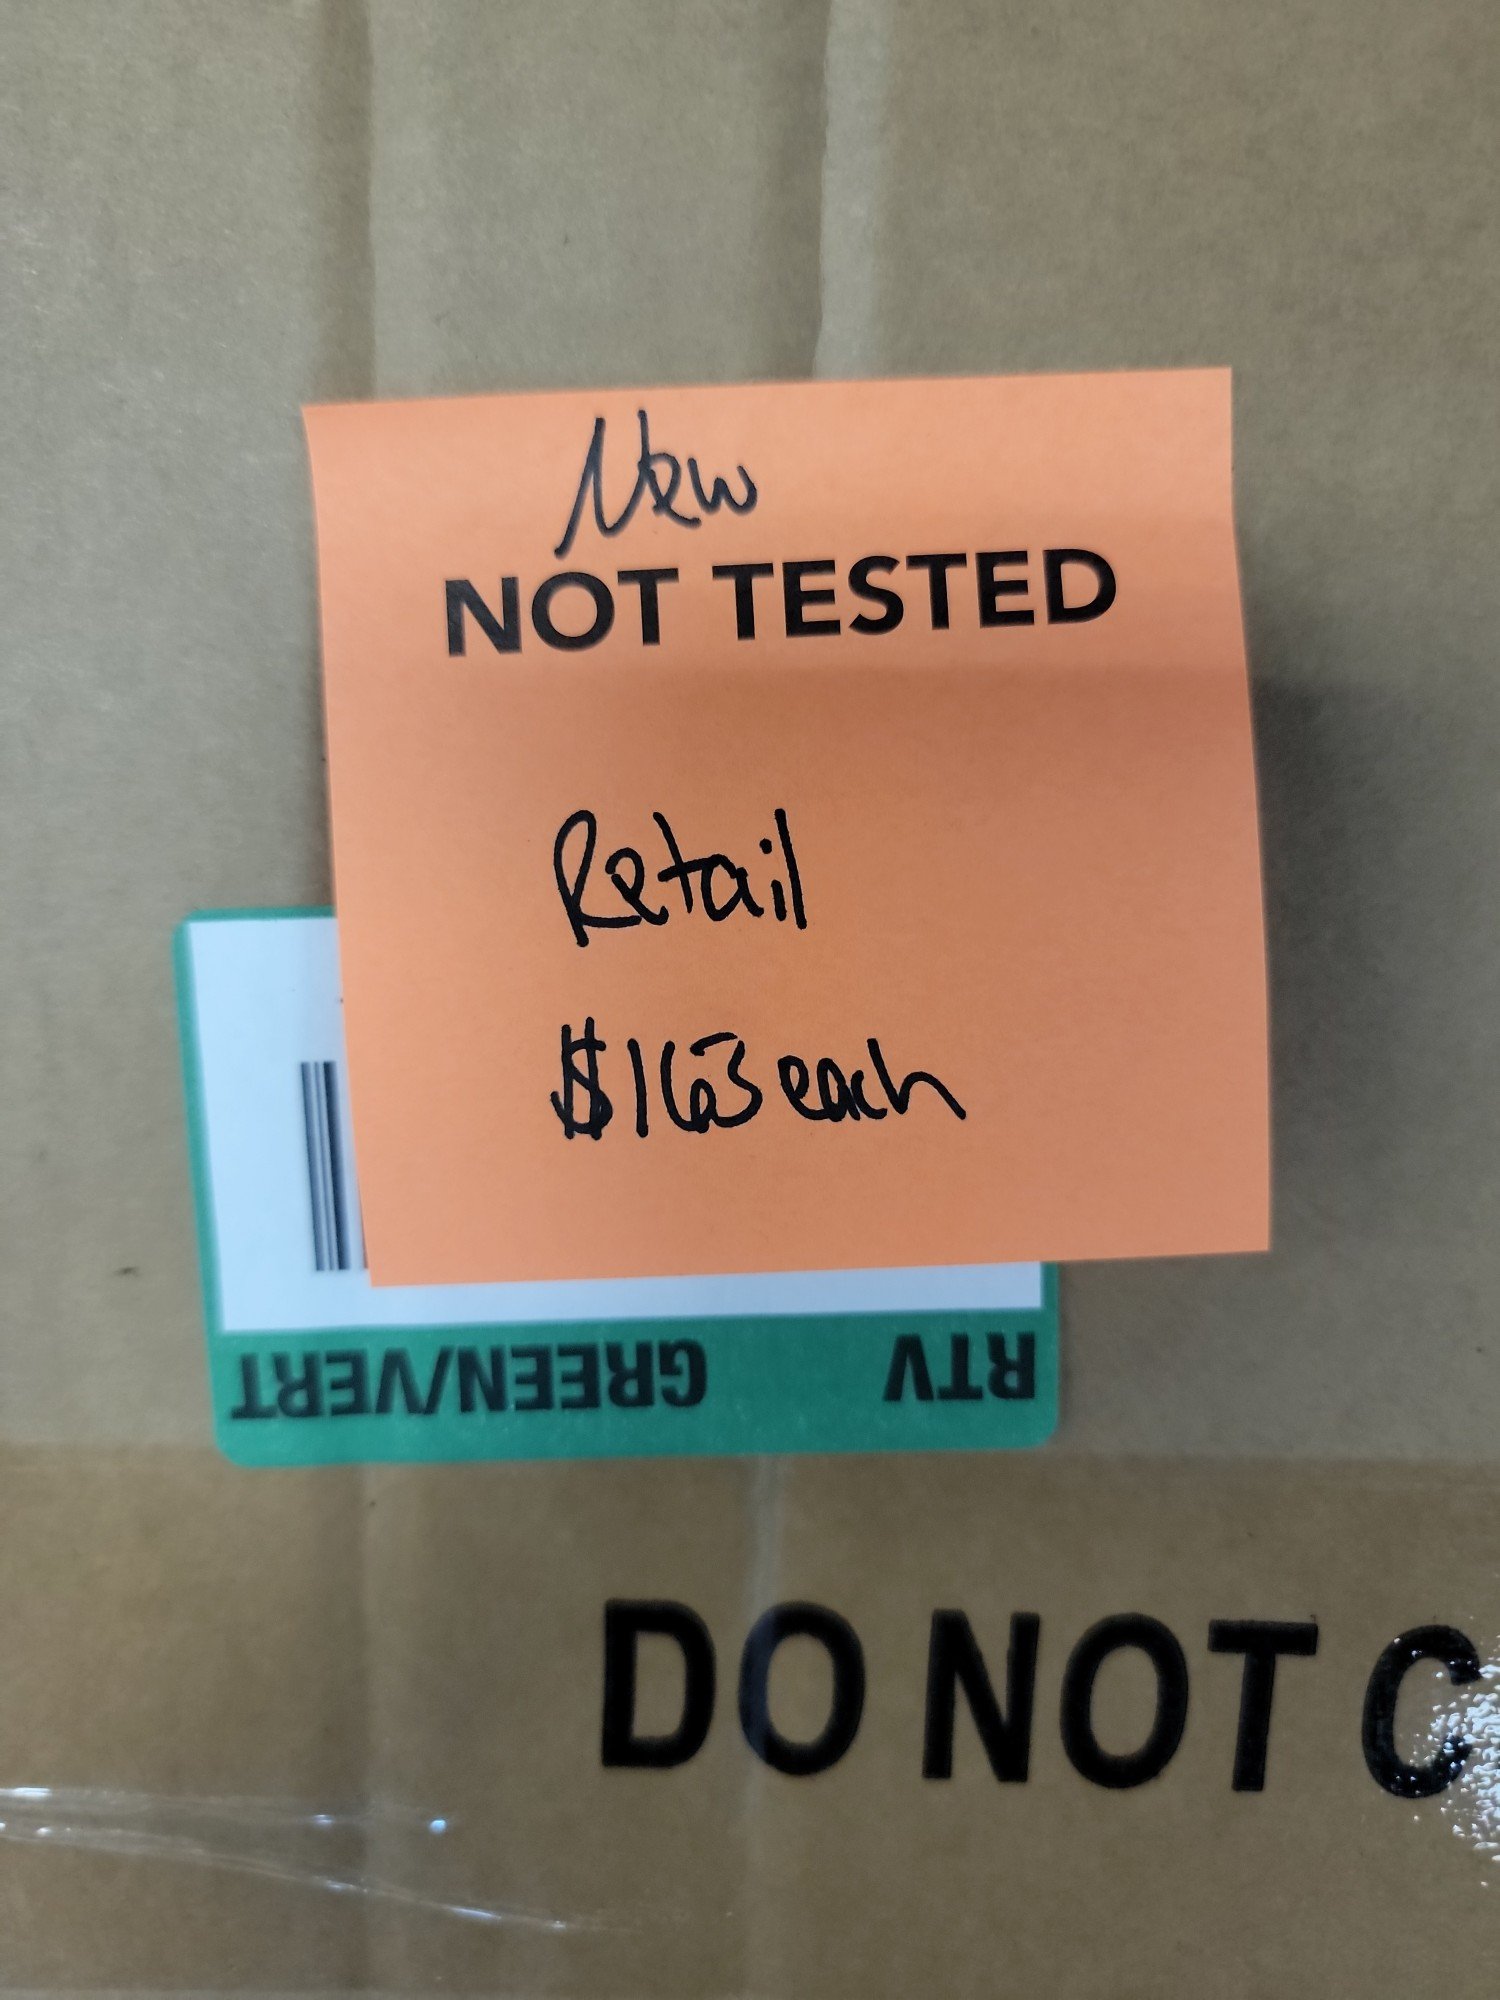 New
NOT TESTED
Retail
$163 each
RTV GREEN/VERT
DO NOT C